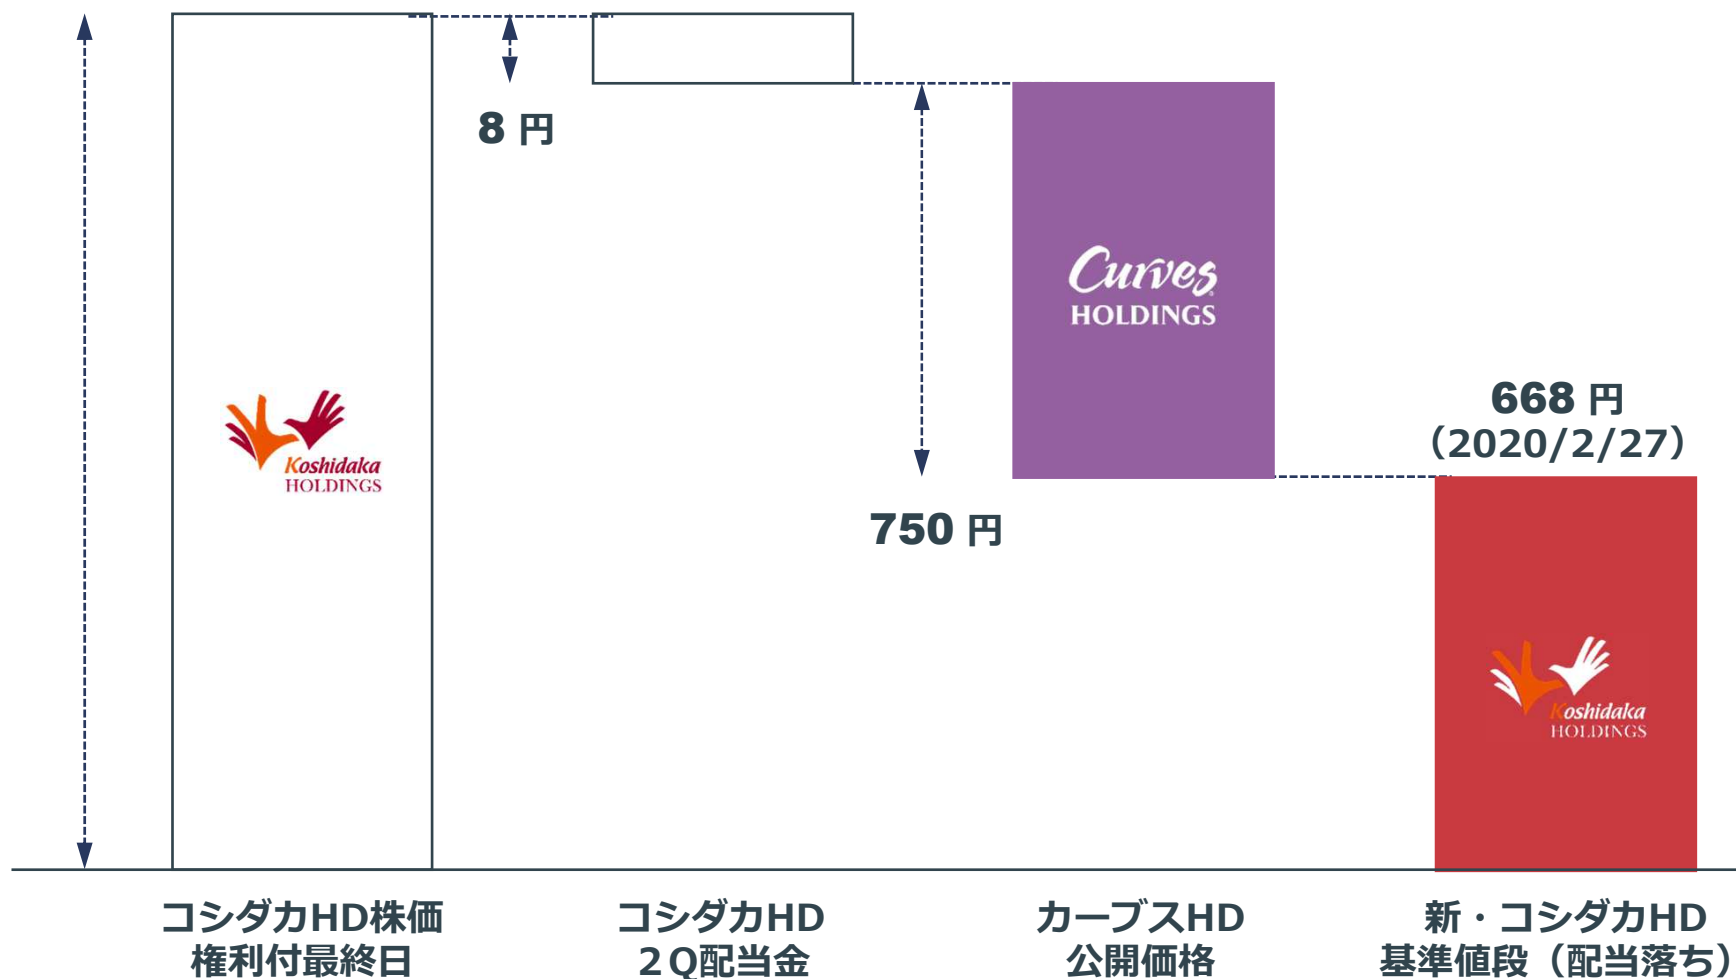 8 円
Curves
HOLDINGS
668 円
（2020/2/27）
Koshidaka
HOLDINGS
750 円
Koshidaka
HOLDINGS
コシダカHD株価
権利付最終日
コシダカHD
２Q配当金
カーブスHD
公開価格
新・コシダカHD
基準値段（配当落ち）